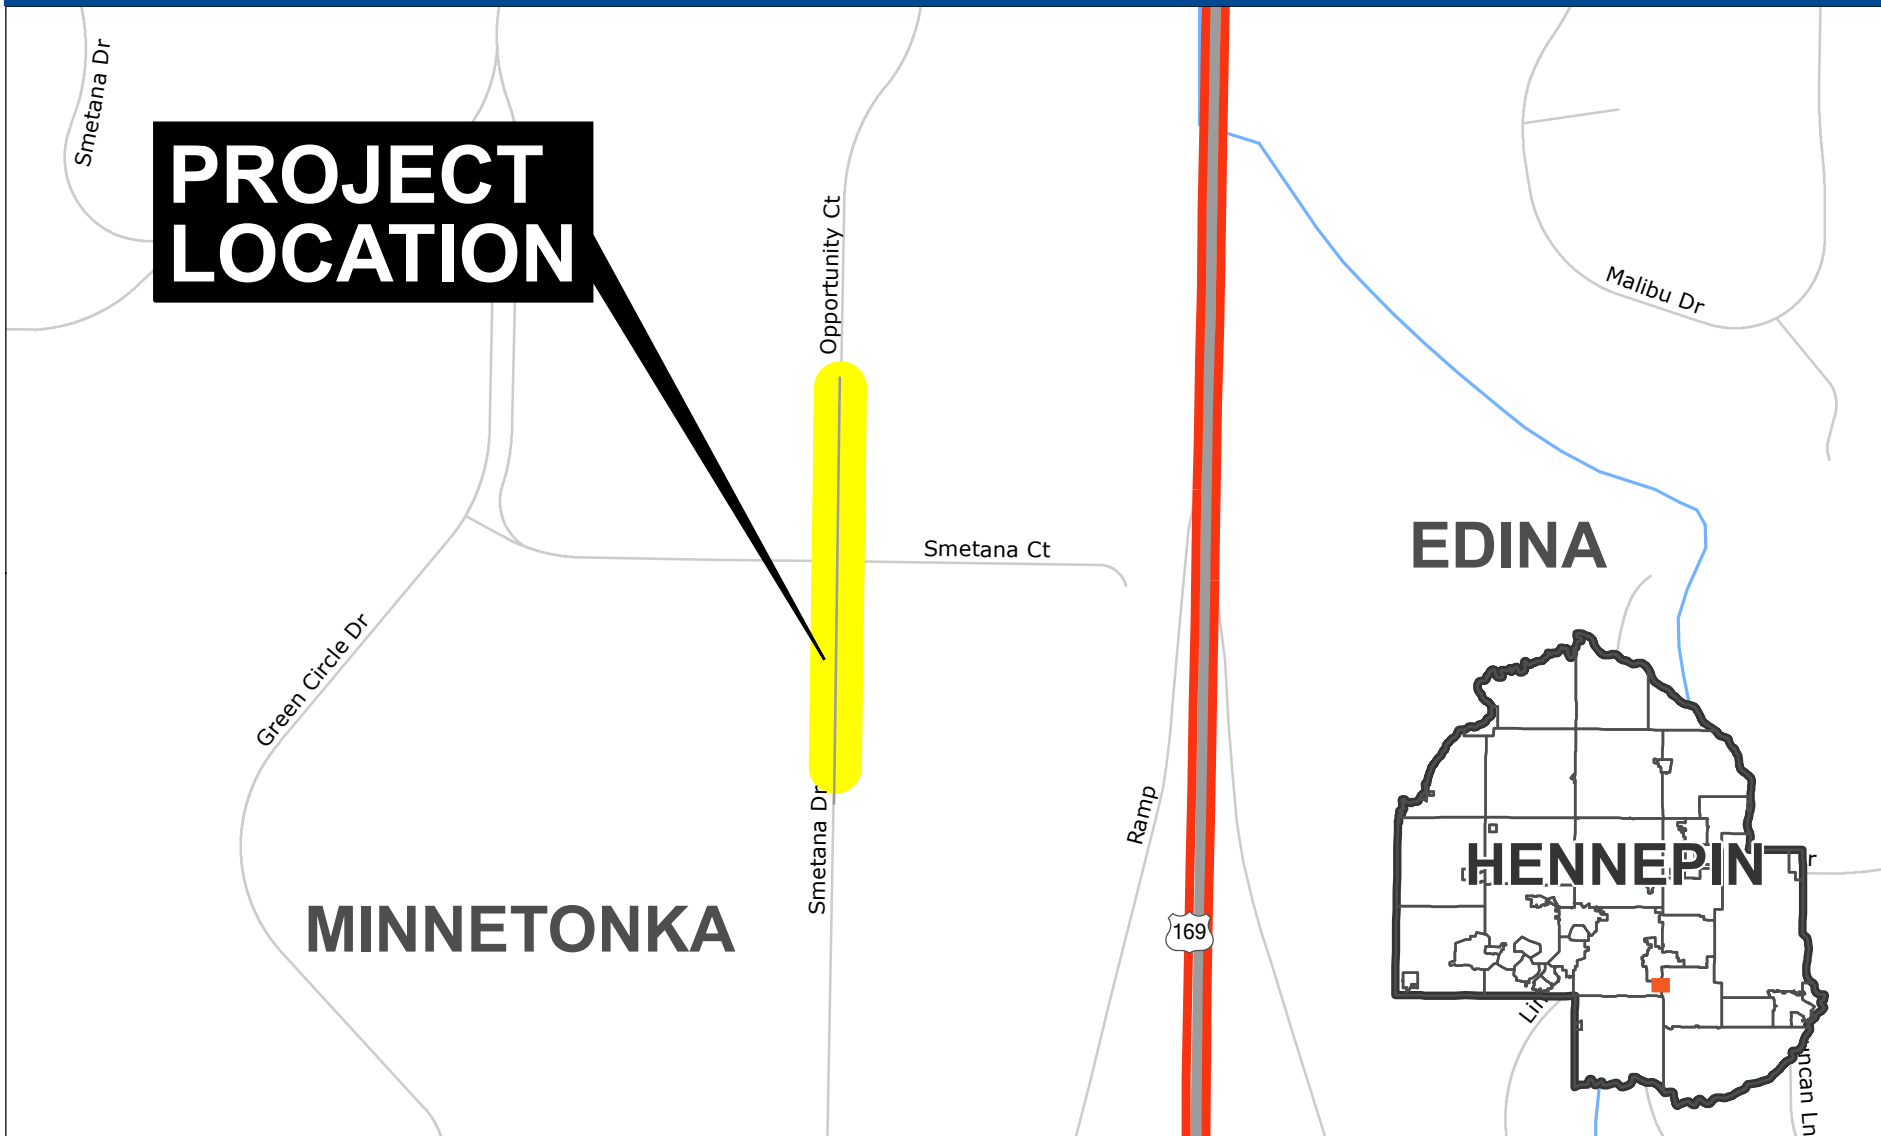 Smetana Dr
PROJECT
LOCATION
Opportunity Ct
Malibu Dr
Smetana Ct
EDINA
Green Circle Dr
Ramp
Smetana Dr
HENNEPIN
MINNETONKA
169